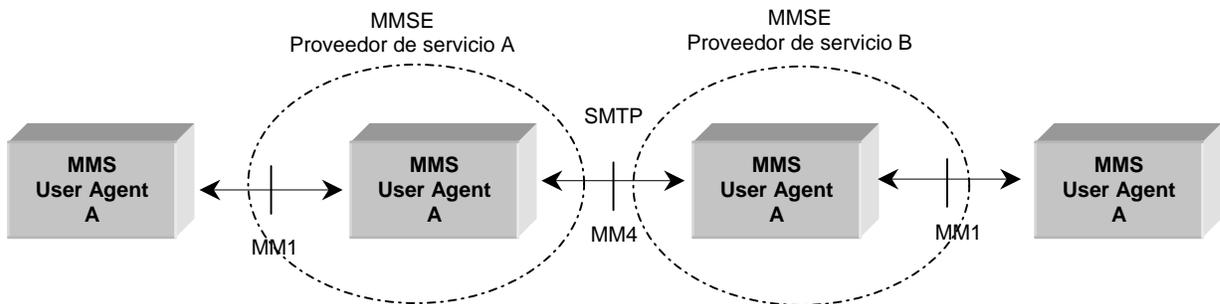 MMSE
Proveedor de servicio A
MMSE
Proveedor de servicio B
SMTP
MMS
User Agent
A
MMS
User Agent
A
MMS
User Agent
A
MMS
User Agent
A
MM1
MM4
MM1